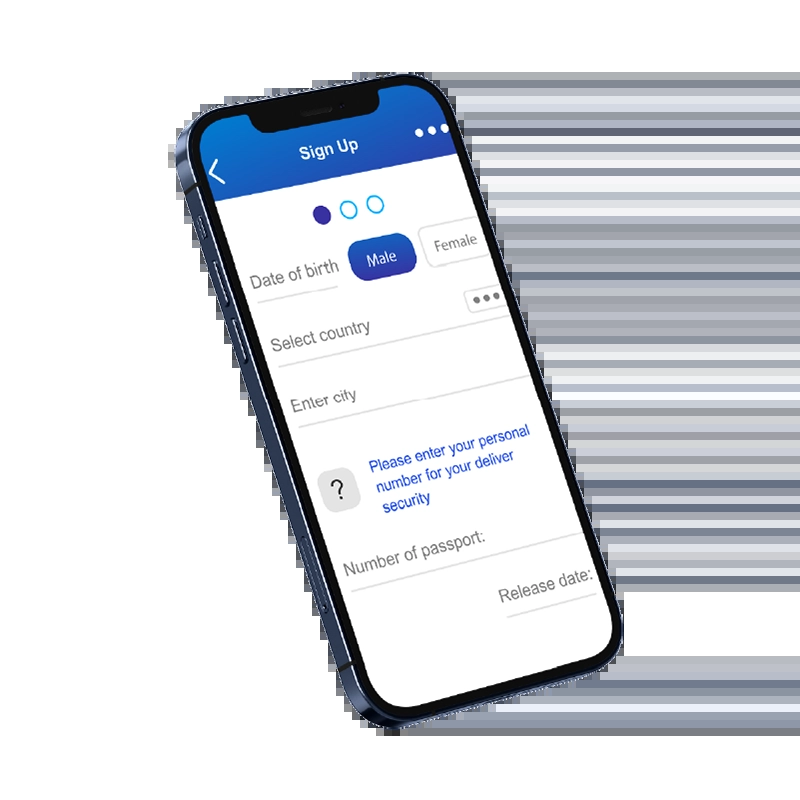 Sign Up
Date of birth
Male
Female
Select country
Enter city
?
Please enter your personal
number for your deliver
security
Number of passport:
Release date: